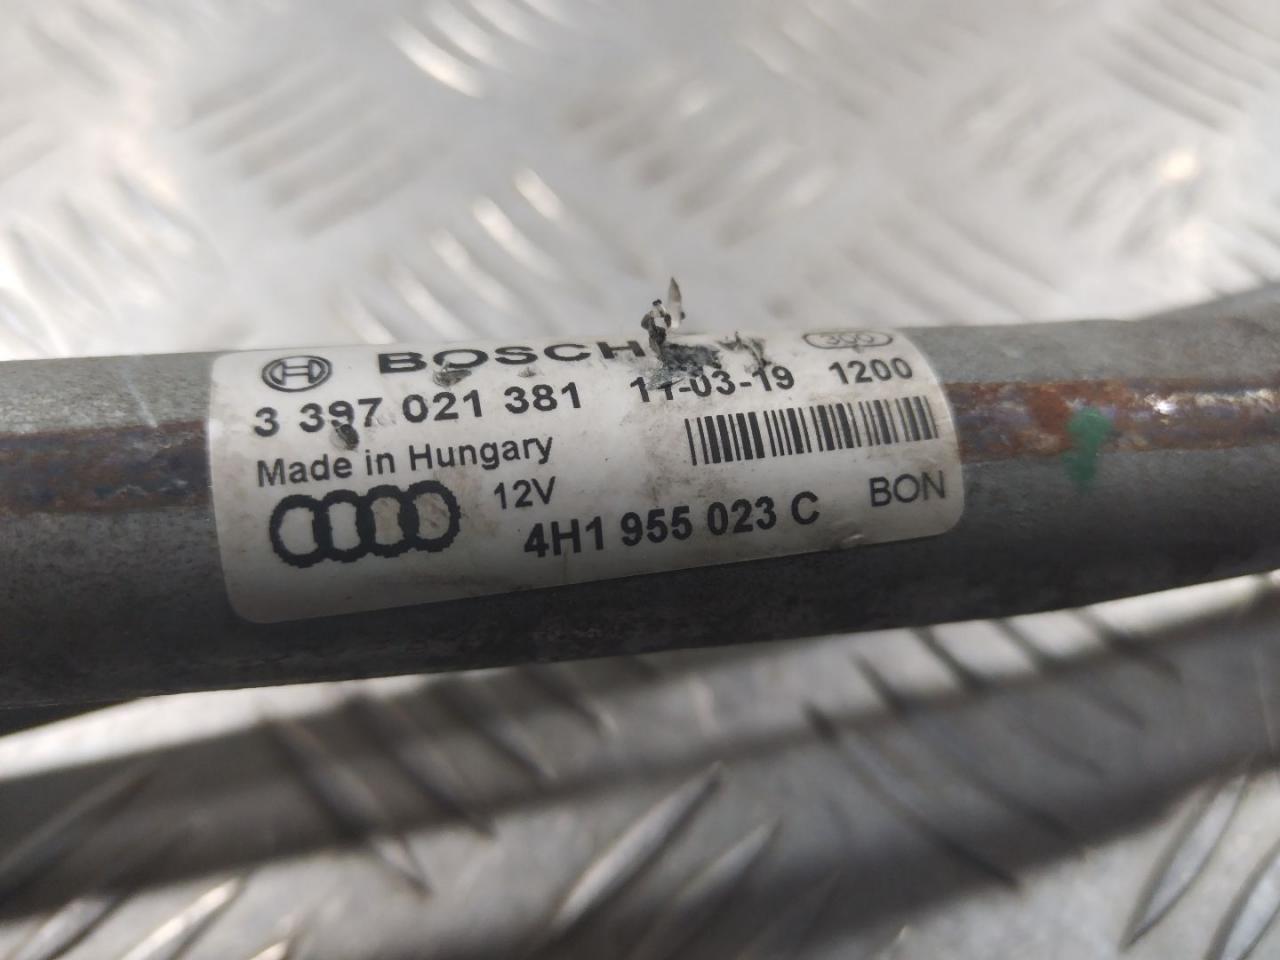 BOSCH
3 397 021 381 11-03-19 1200
Made in Hungary
12V
4H1 955 023 C BON